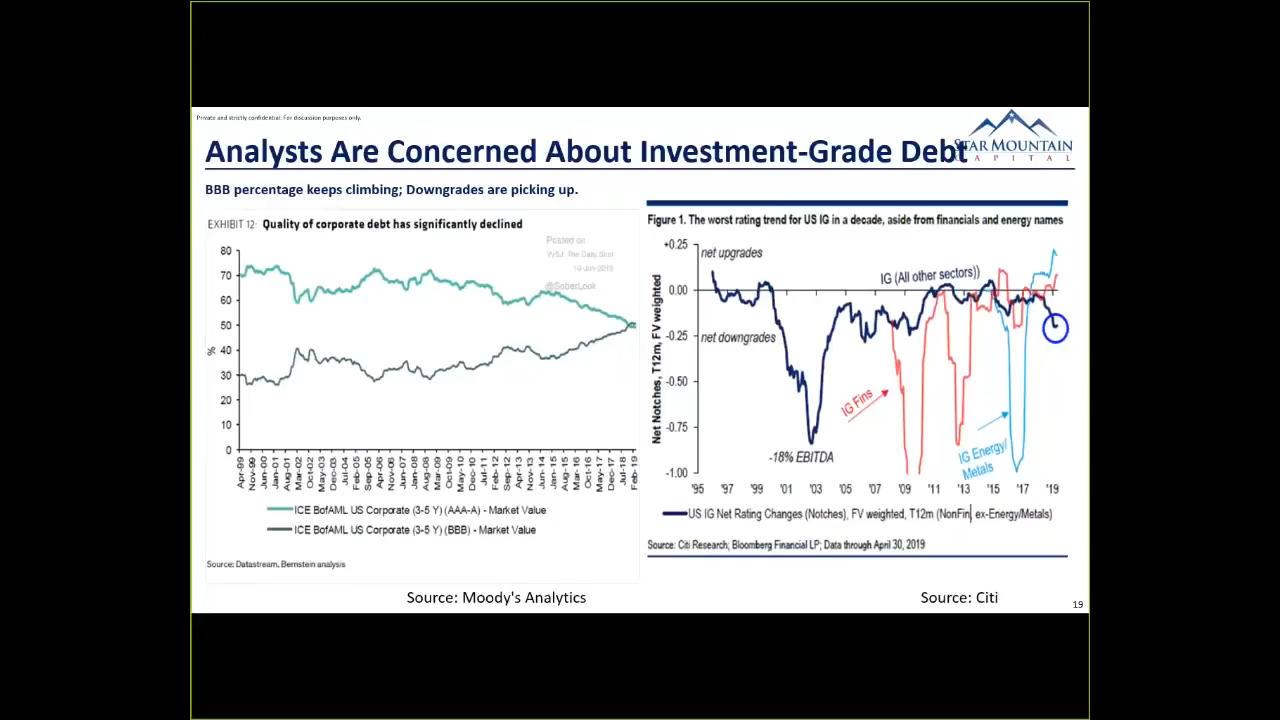 Private and strictly confidential. For discussion purposes only.
STAR MOUNTAIN
CAPITAL
Analysts Are Concerned About Investment-Grade Debt
BBB percentage keeps climbing; Downgrades are picking up.
EXHIBIT 12: Quality of corporate debt has significantly declined
Posted on
WSJ: The Daily Shot
@SoberLook
80
70
60
50
40
30
20
10
0
%
Apr-99
Nov-99
Jun-00
Jan-01
Aug-01
Mar-02
Oct-02
May-03
Dec-03
Jul-04
Feb-05
Sep-05
Apr-06
Nov-06
Jun-07
Jan-08
Aug-08
Mar-09
Oct-09
May-10
Dec-10
Jul-11
Feb-12
Sep-12
Apr-13
Nov-13
Jun-14
Jan-15
Aug-15
Mar-16
Oct-16
May-17
Dec-17
Jul-18
Feb-19
ICE BofAML US Corporate (3-5 Y) (AAA-A) - Market Value
ICE BofAML US Corporate (3-5 Y) (BBB) - Market Value
Source: Datastream, Bernstein analysis
Source: Moody's Analytics
Figure 1. The worst rating trend for US IG in a decade, aside from financials and energy names
Net Notches, T12m, FV weighted
+0.25
0.00
-0.25
-0.50
-0.75
-1.00
net upgrades
IG (All other sectors))
net downgrades
IG Fins
IG Energy/
Metals
-18% EBITDA
'95 '97 '99 '01 '03 '05 '07 '09 '11 '13 '15 '17 '19
US IG Net Rating Changes (Notches), FV weighted, T12m (NonFin, ex-Energy/Metals)
Source: Citi Research; Bloomberg Financial LP; Data through April 30, 2019
Source: Citi
19